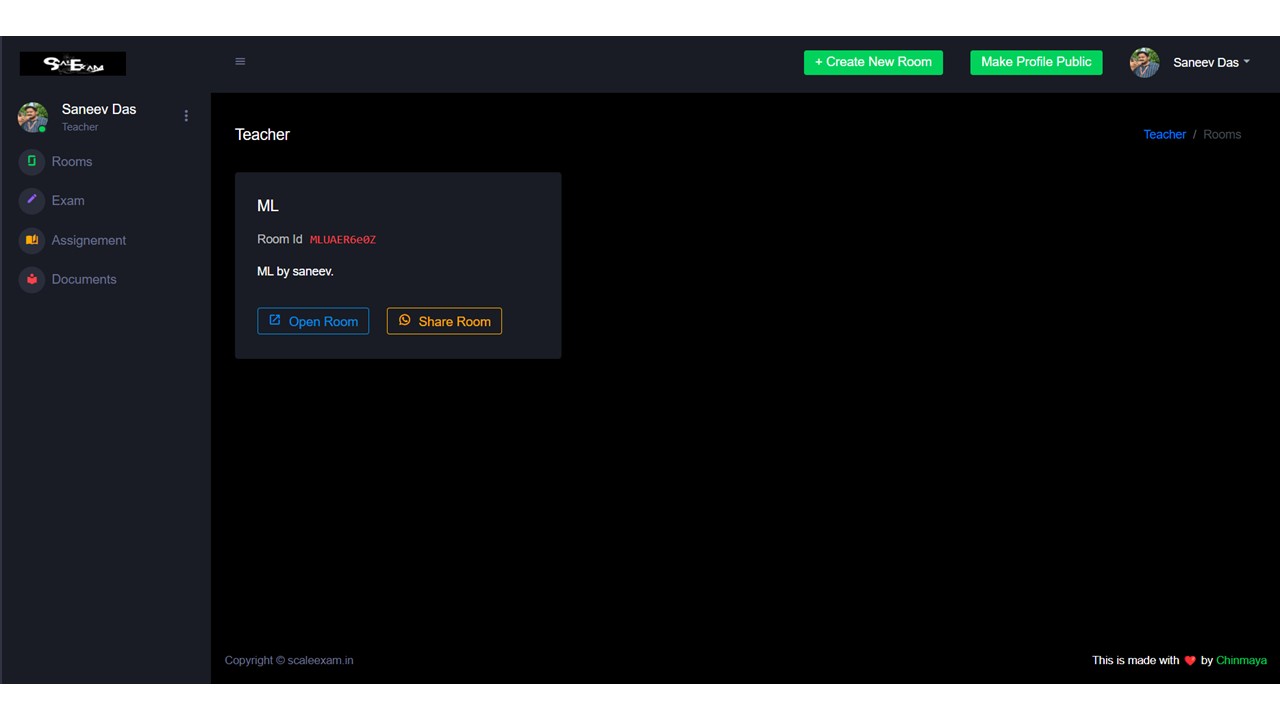 SCALEEXAM
+ Create New Room
Make Profile Public
Saneev Das
Saneev Das
Teacher
Rooms
Exam
Assignement
Documents
Teacher
Teacher / Rooms
ML
Room Id MLUAER6e0Z
ML by saneev.
Open Room
Share Room
Copyright © scaleexam.in
This is made with ❤ by Chinmaya